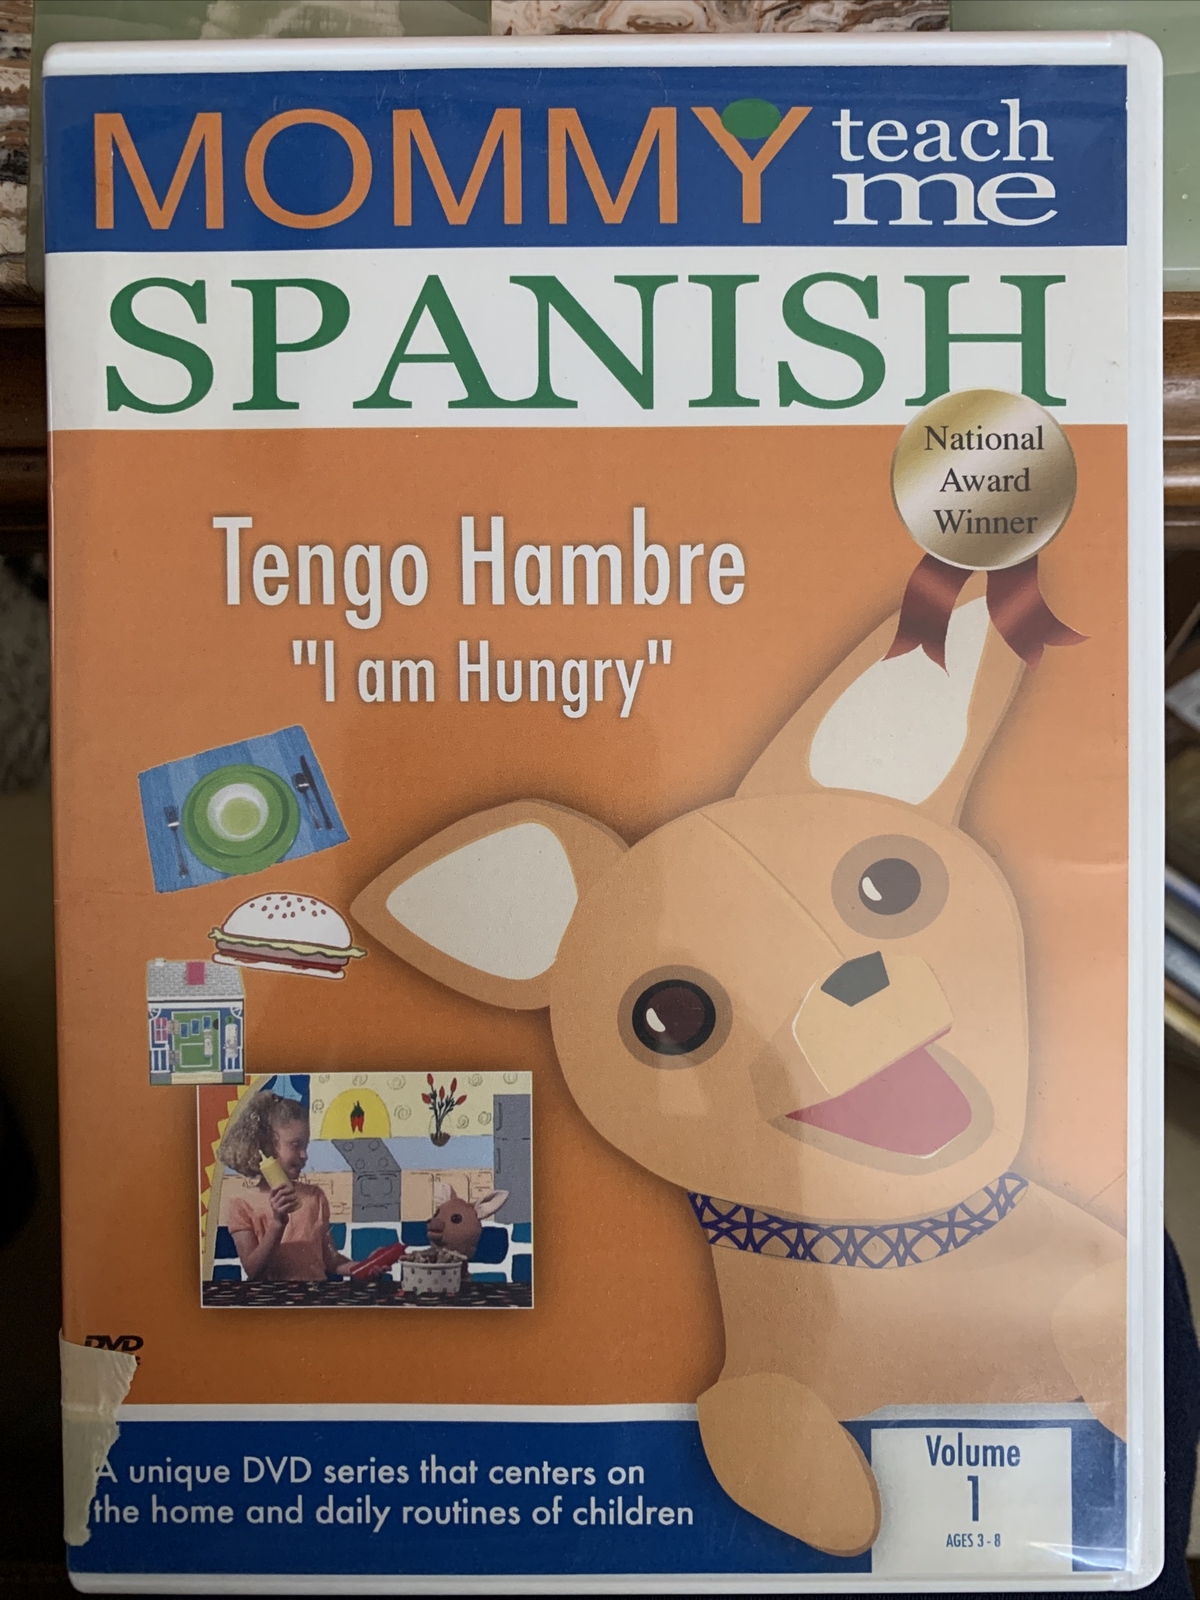 MOMMY teach me
SPANISH
National
Award
Winner
Tengo Hambre
"I am Hungry"
DVD
A unique DVD series that centers on
the home and daily routines of children
Volume
1
AGES 3 - 8